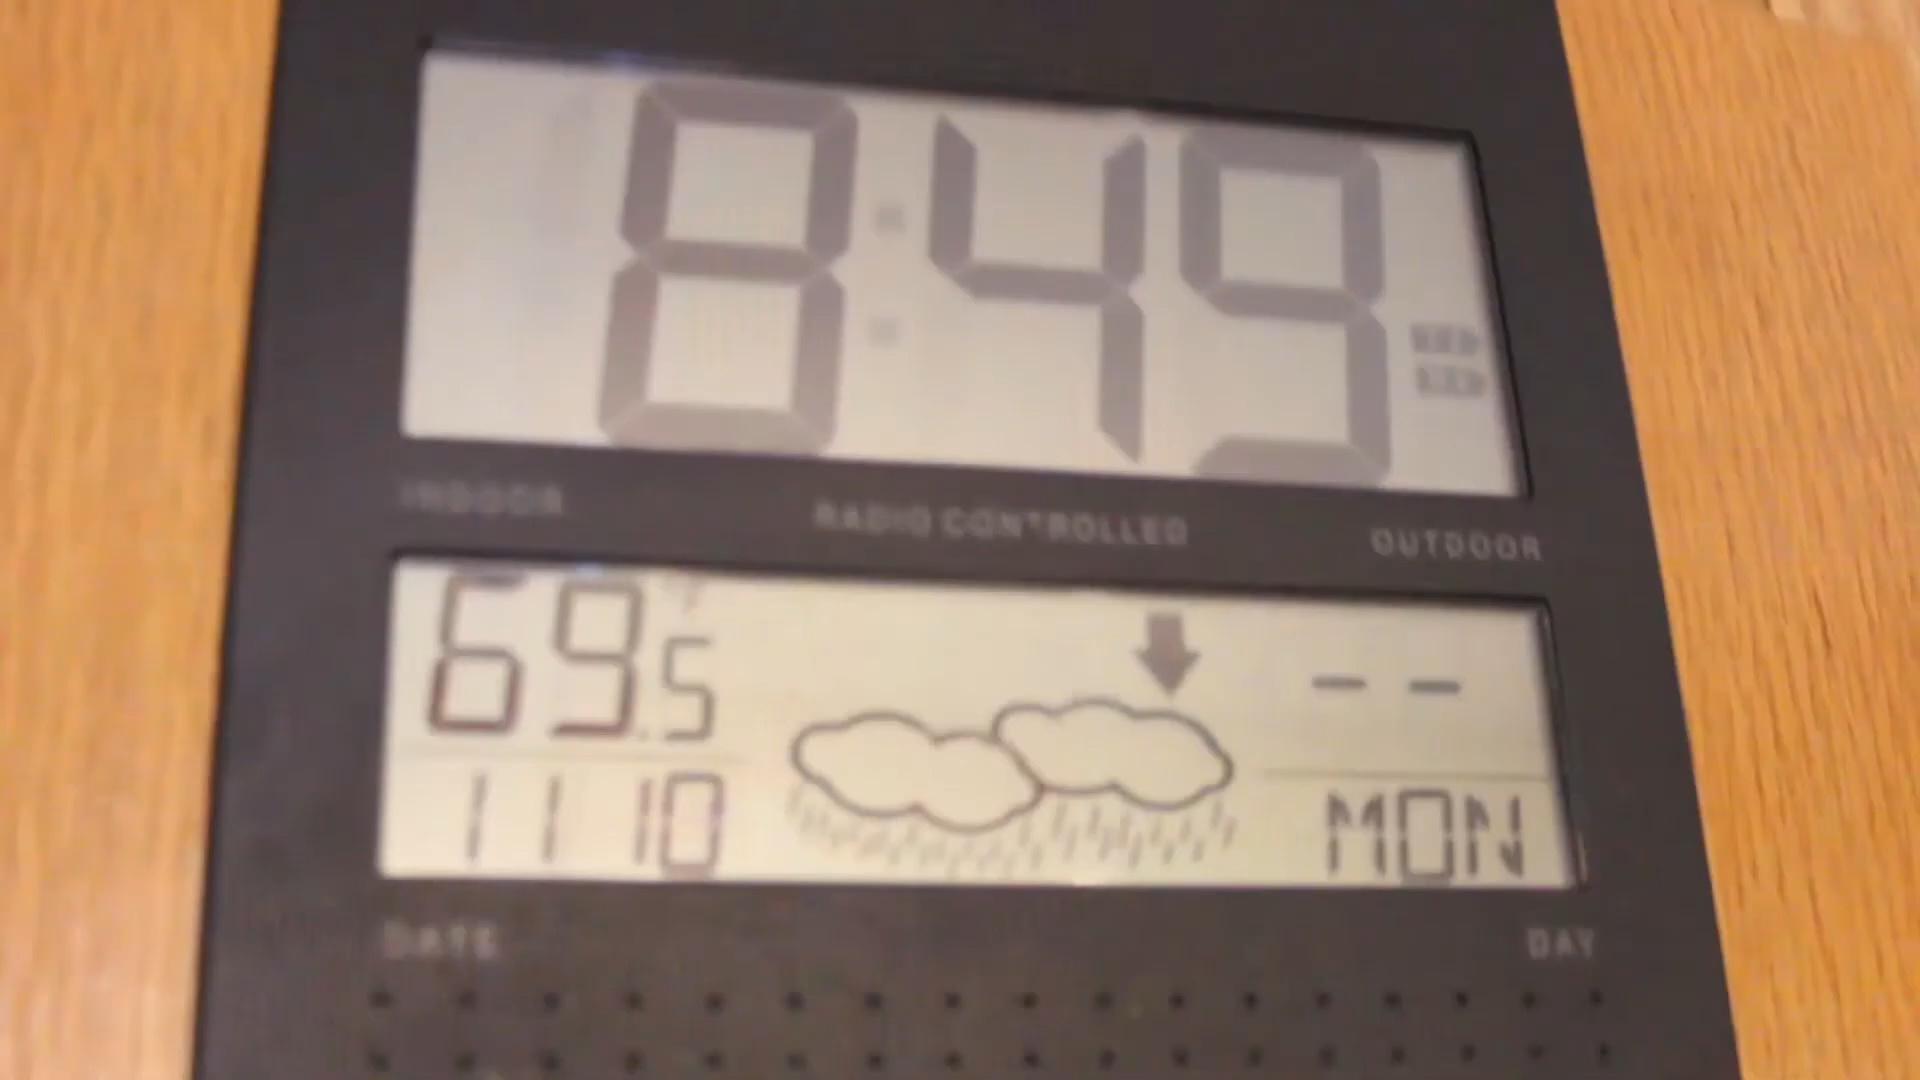 8:49
INDOOR RADIO CONTROLLED OUTDOOR
69.5 °F --
11 10 MON
DATE DAY